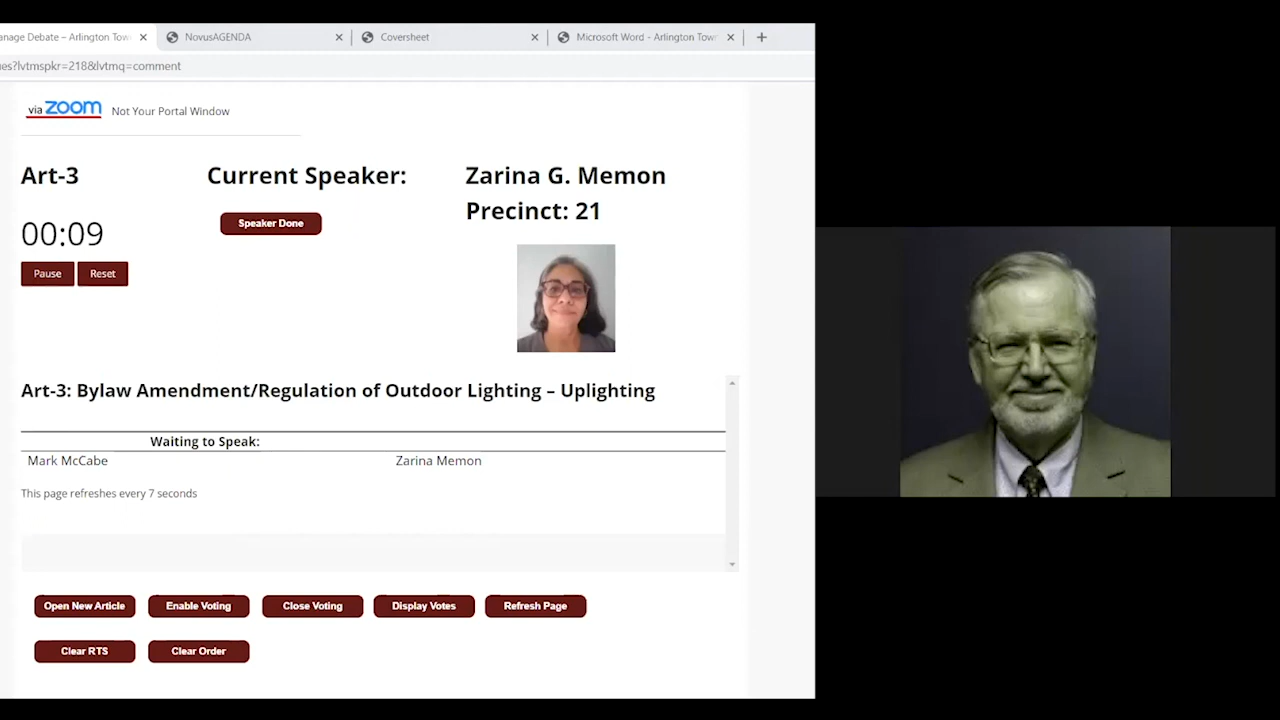 anage Debate – Arlington Tow
NovusAGENDA
Coversheet
Microsoft Word - Arlington Town
es?lvtmspkr=218&lvtmq=comment
via zoom Not Your Portal Window
Art-3
Current Speaker:
Zarina G. Memon
Precinct: 21
Speaker Done
00:09
Pause
Reset
Art-3: Bylaw Amendment/Regulation of Outdoor Lighting – Uplighting
Waiting to Speak:
Mark McCabe
Zarina Memon
This page refreshes every 7 seconds
Open New Article
Enable Voting
Close Voting
Display Votes
Refresh Page
Clear RTS
Clear Order